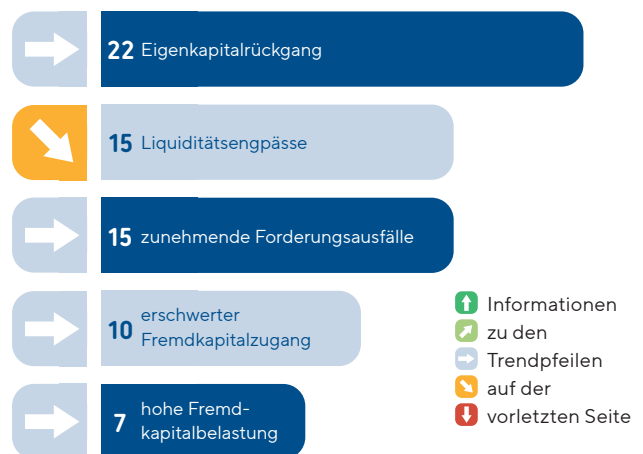 22 Eigenkapitalrückgang
15 Liquiditätsengpässe
15 zunehmende Forderungsausfälle
10 erschwerter
Fremdkapitalzugang
7 hohe Fremd-
kapitalbelastung
Informationen
zu den
Trendpfeilen
auf der
vorletzten Seite